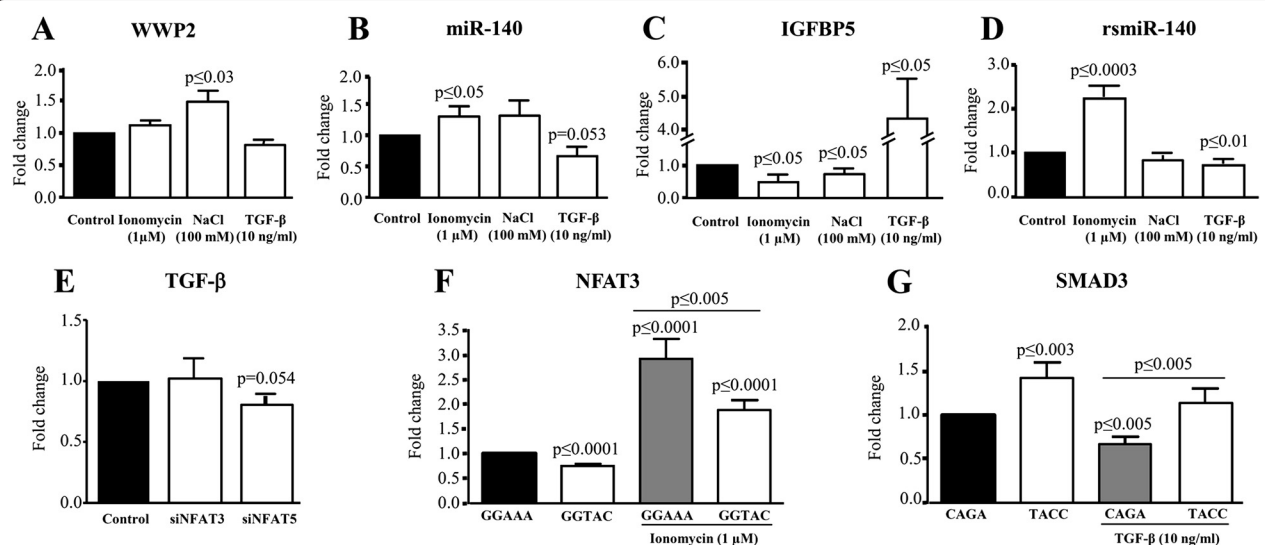 A WWP2
Fold change
2.0
1.5
1.0
0.5
0.0
p≤0.03
Control Ionomycin NaCl TGF-β
(1µM) (100 mM) (10 ng/ml)
B miR-140
Fold change
2.0
1.5
1.0
0.5
0.0
p≤0.05
p=0.053
Control Ionomycin NaCl TGF-β
(1 µM) (100 mM) (10 ng/ml)
C IGFBP5
Fold change
6.0
5.0
4.0
1.0
0.0
p≤0.05
p≤0.05
p≤0.05
Control Ionomycin NaCl TGF-β
(1 µM) (100 mM) (10 ng/ml)
D rsmiR-140
Fold change
3.0
2.0
1.0
0.0
p≤0.0003
p≤0.01
Control Ionomycin NaCl TGF-β
(1 µM) (100 mM) (10 ng/ml)
E TGF-β
Fold change
1.5
1.0
0.5
0.0
p=0.054
Control siNFAT3 siNFAT5
F NFAT3
Fold change
3.5
3.0
2.5
2.0
1.5
1.0
0.5
0.0
p≤0.005
p≤0.0001
p≤0.0001
p≤0.0001
GGAAA GGTAC GGAAA GGTAC
Ionomycin (1 µM)
G SMAD3
Fold change
2.0
1.5
1.0
0.5
0.0
p≤0.003
p≤0.005
p≤0.005
CAGA TACC CAGA TACC
TGF-β (10 ng/ml)